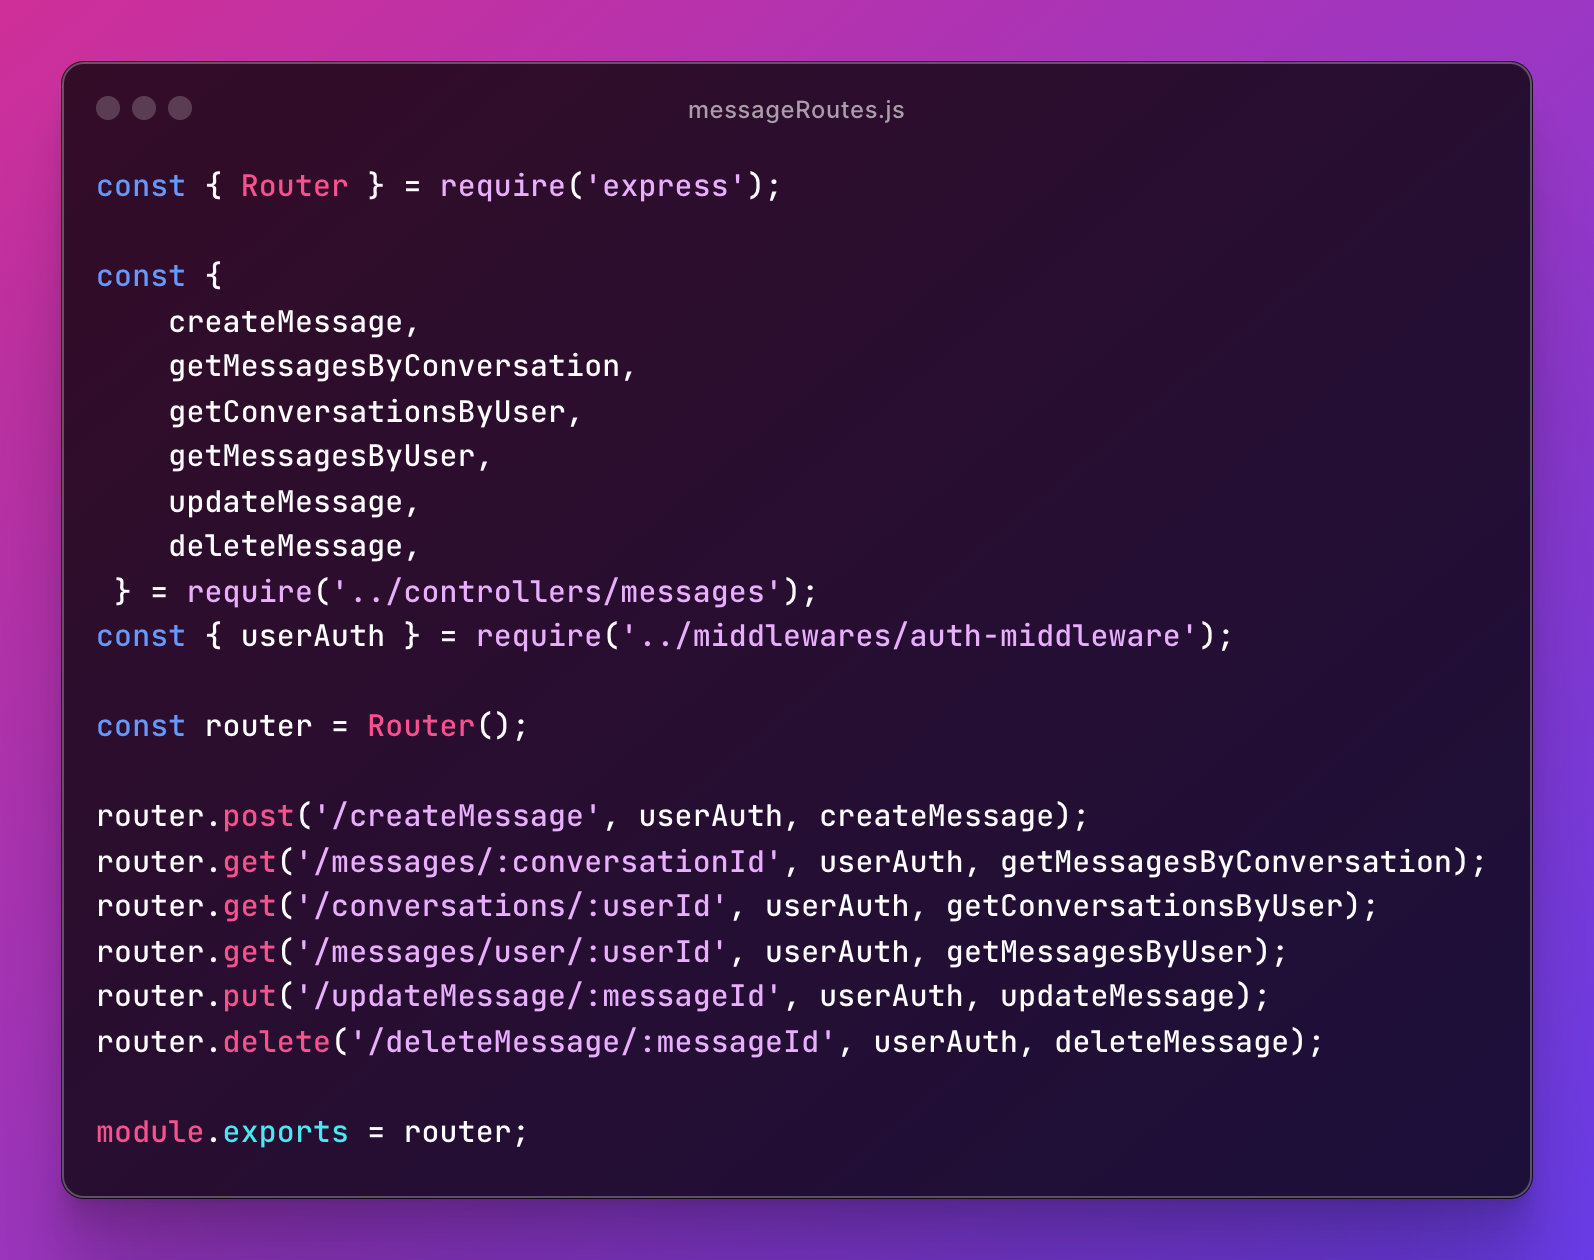 messageRoutes.js
const { Router } = require('express');
const {
    createMessage,
    getMessagesByConversation,
    getConversationsByUser,
    getMessagesByUser,
    updateMessage,
    deleteMessage,
 } = require('../controllers/messages');
const { userAuth } = require('../middlewares/auth-middleware');
const router = Router();
router.post('/createMessage', userAuth, createMessage);
router.get('/messages/:conversationId', userAuth, getMessagesByConversation);
router.get('/conversations/:userId', userAuth, getConversationsByUser);
router.get('/messages/user/:userId', userAuth, getMessagesByUser);
router.put('/updateMessage/:messageId', userAuth, updateMessage);
router.delete('/deleteMessage/:messageId', userAuth, deleteMessage);
module.exports = router;